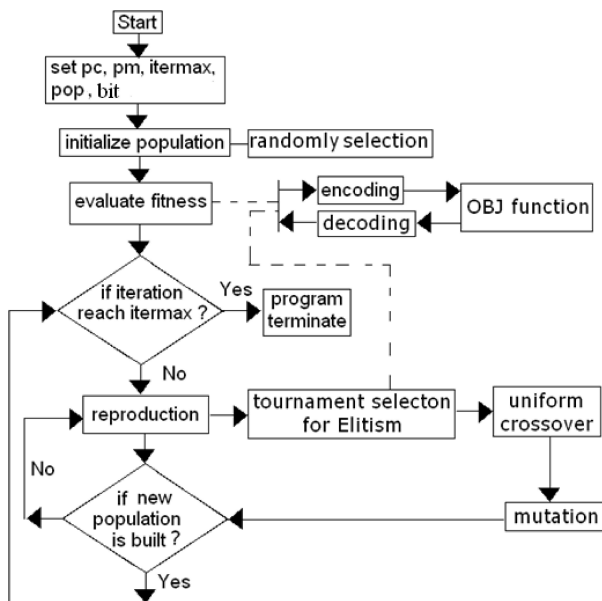 Start
set pc, pm, itermax,
pop , bit
initialize population
randomly selection
evaluate fitness
encoding
decoding
OBJ function
if iteration
reach itermax ?
Yes
program
terminate
No
reproduction
tournament selecton
for Elitism
uniform
crossover
No
if new
population
is built ?
mutation
Yes